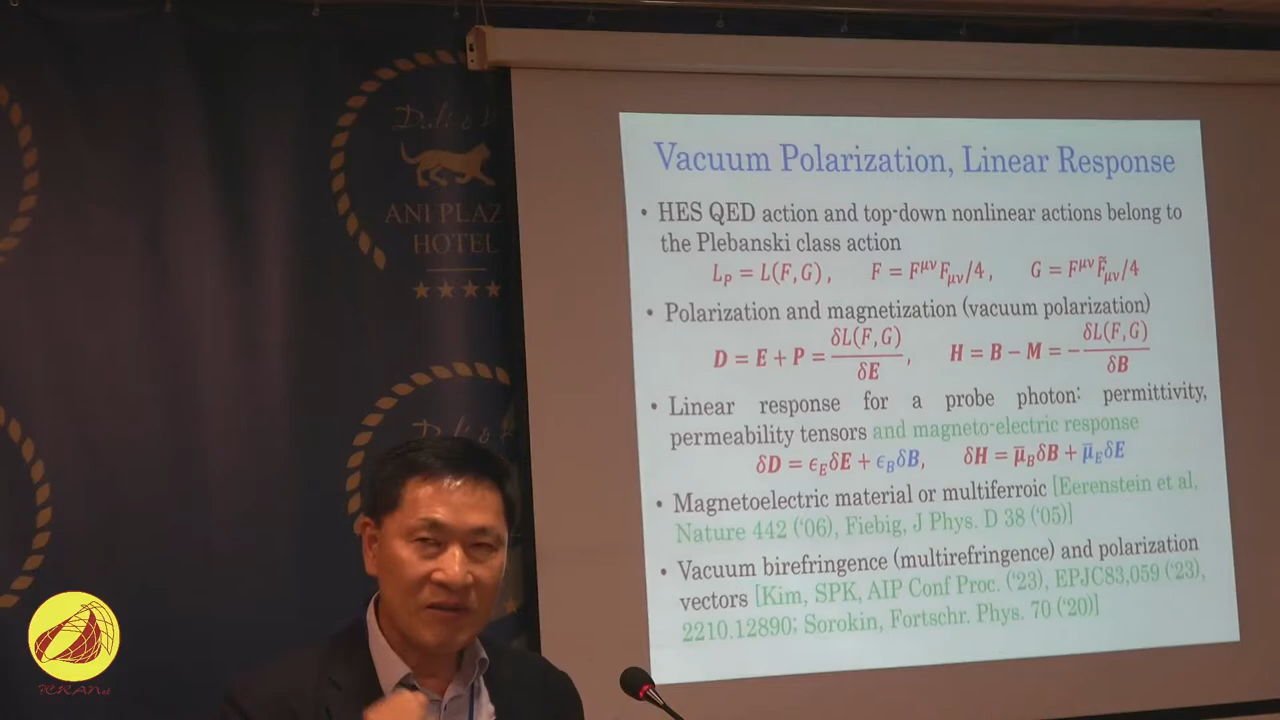 Dali &
ANI PLAZ
HOTEL
Vacuum Polarization, Linear Response
• HES QED action and top-down nonlinear actions belong to
the Plebanski class action
L_P = L(F,G), F = F^{μν}F_{μν}/4, G = F^{μν}F̃_{μν}/4
• Polarization and magnetization (vacuum polarization)
D = E + P = δL(F,G)/δE, H = B − M = −δL(F,G)/δB
• Linear response for a probe photon: permittivity,
permeability tensors and magneto-electric response
δD = ϵ_E δE + ϵ_B δB, δH = μ̄_B δB + μ̄_E δE
• Magnetoelectric material or multiferroic [Eerenstein et al,
Nature 442 ('06), Fiebig, J Phys. D 38 ('05)]
• Vacuum birefringence (multirefringence) and polarization
vectors [Kim, SPK, AIP Conf Proc. ('23), EPJC83,059 ('23),
2210.12890; Sorokin, Fortschr. Phys. 70 ('20)]
ICRANet